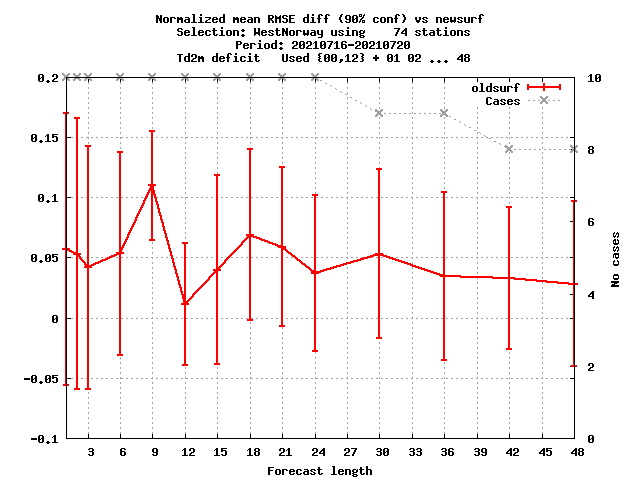 Normalized mean RMSE diff (90% conf) vs newsurf
Selection: WestNorway using    74 stations
Period: 20210716-20210720
Td2m deficit   Used {00,12} + 01 02 ... 48
oldsurf
Cases
0.2
0.15
0.1
0.05
0
-0.05
-0.1
10
8
6
4
2
0
No cases
3 6 9 12 15 18 21 24 27 30 33 36 39 42 45 48
Forecast length